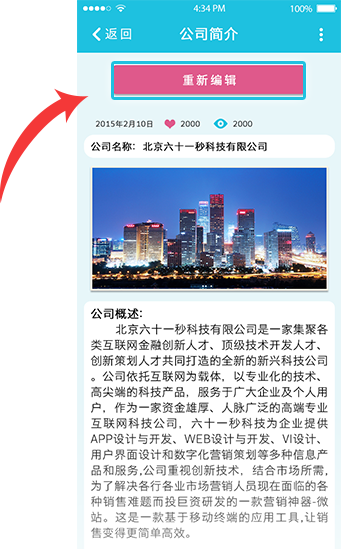 4:34 PM 100%
返回 公司简介
重新编辑
2015年2月10日 2000 2000
公司名称：北京六十一秒科技有限公司
公司概述：
北京六十一秒科技有限公司是一家集聚各
类互联网金融创新人才、顶级技术开发人才、
创新策划人才共同打造的全新的新兴科技公司
。公司依托互联网为载体，以专业化的技术、
高尖端的科技产品，服务于广大企业及个人用
户，作为一家资金雄厚、人脉广泛的高端专业
互联网科技公司，六十一秒科技为企业提供
APP设计与开发、WEB设计与开发、VI设计、
用户界面设计和数字化营销策划等多种信息产
品和服务,公司重视创新技术，结合市场所需,
为了解决各行各业市场营销人员现在面临的各
种销售难题而投巨资研发的一款营销神器-微
站。这是一款基于移动终端的应用工具,让销
售变得更简单高效。